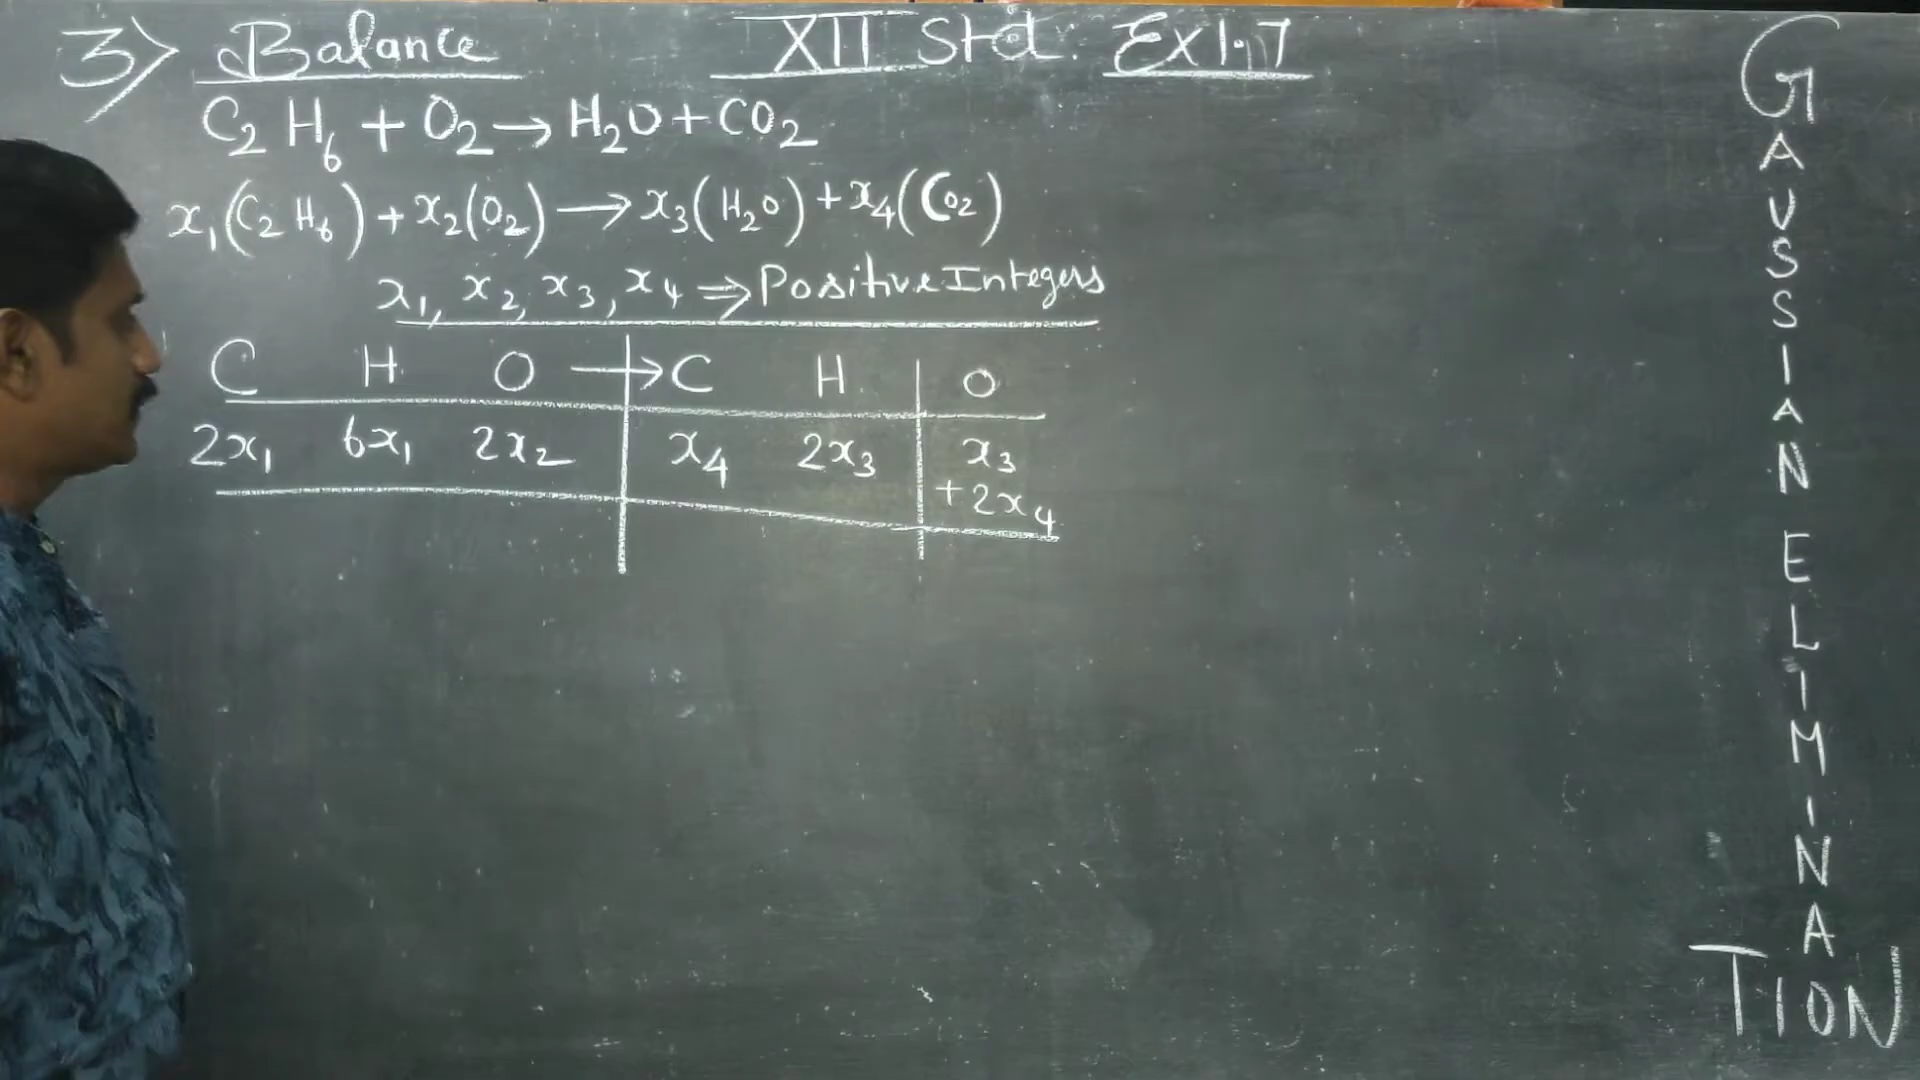 3) Balance XII Std: Ex 1.7
C₂ H₆ + O₂ → H₂O + CO₂
x₁(C₂ H₆) + x₂(O₂) → x₃(H₂O) + x₄(CO₂)
x₁, x₂, x₃, x₄ ⇒ Positive Integers
C H O → C H O
2x₁ 6x₁ 2x₂ x₄ 2x₃ x₃
+2x₄
GAUSSIAN ELIMINATION